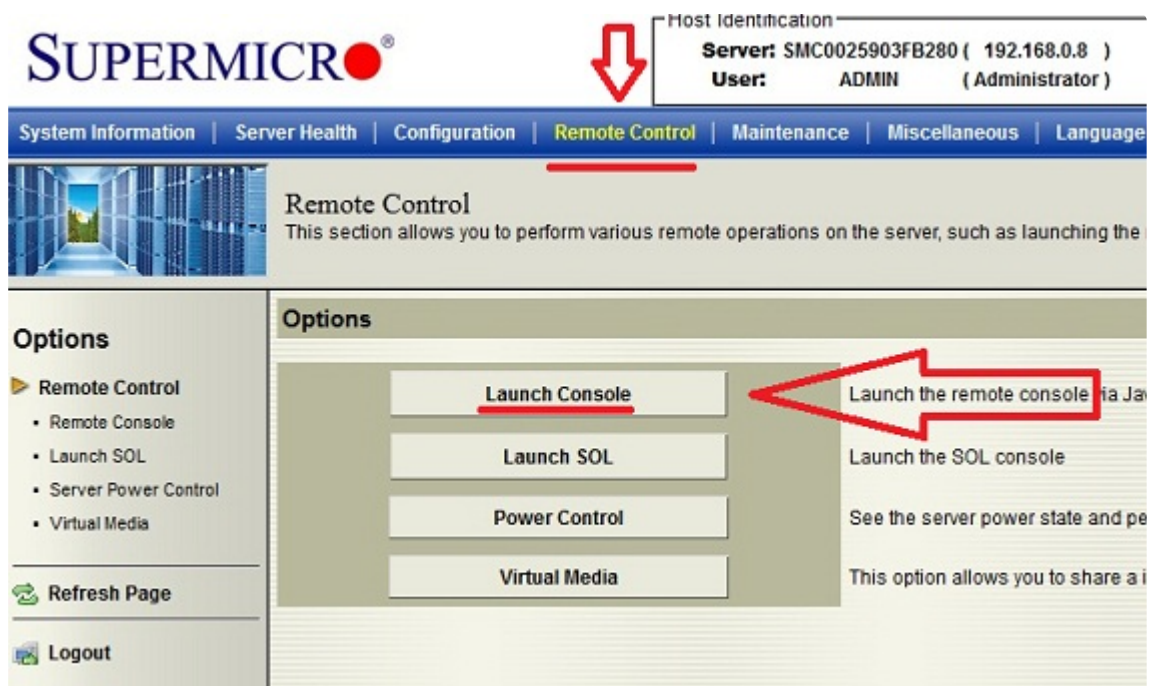 Host Identification
SUPERMICRO®
Server: SMC0025903FB280 ( 192.168.0.8 )
User: ADMIN ( Administrator )
System Information | Server Health | Configuration | Remote Control | Maintenance | Miscellaneous | Language
Remote Control
This section allows you to perform various remote operations on the server, such as launching the
Options
Remote Control
Remote Console
Launch SOL
Server Power Control
Virtual Media
Refresh Page
Logout
Options
Launch Console Launch the remote console via Jav
Launch SOL Launch the SOL console
Power Control See the server power state and pe
Virtual Media This option allows you to share a i